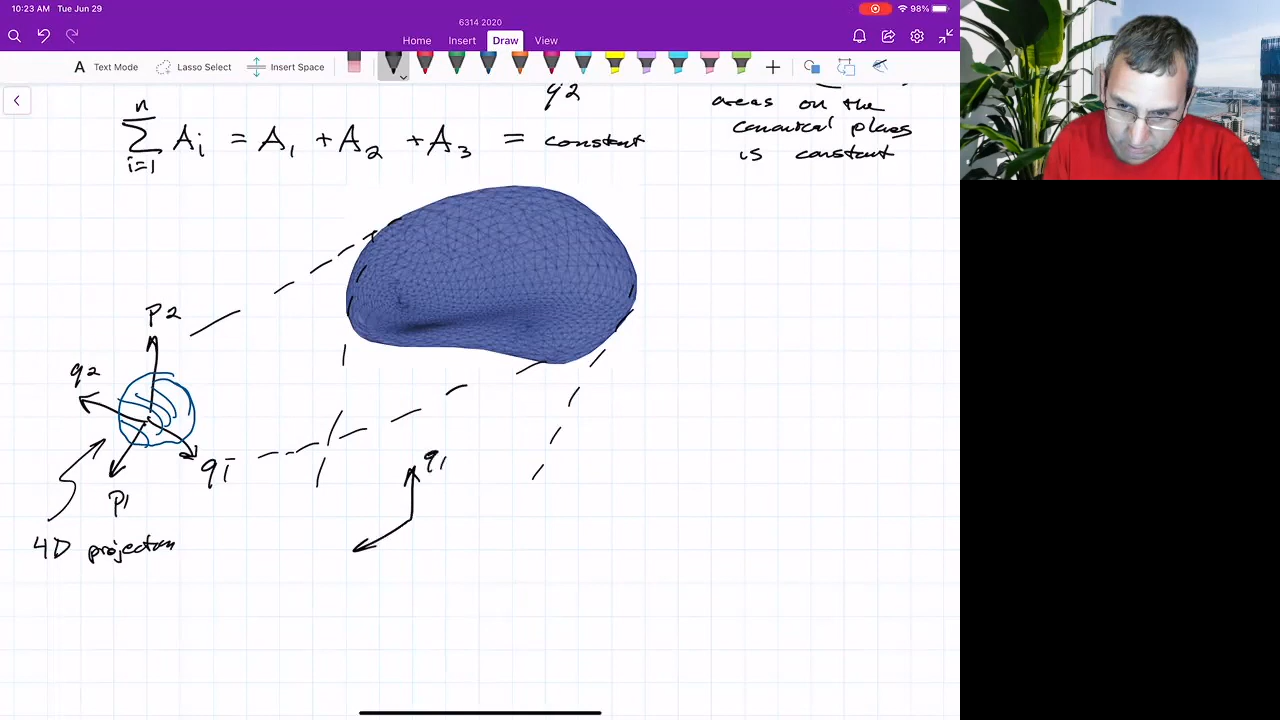 10:23 AM Tue Jun 29
98%
6314 2020
Home Insert Draw View
A Text Mode Lasso Select Insert Space
n
∑ Ai = A1 + A2 + A3 = constant
i=1
q2
areas on the
canonical planes
is constant
p2
q2
q1
p1
q1
4D projection